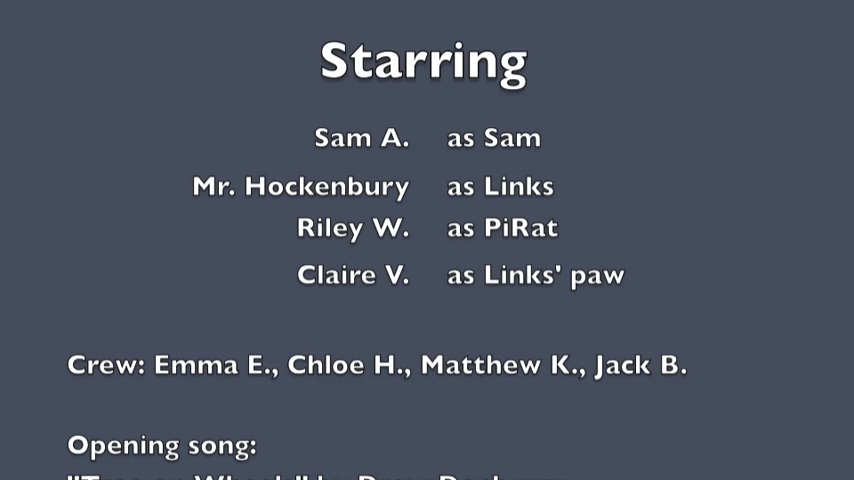 Starring
Sam A. as Sam
Mr. Hockenbury as Links
Riley W. as PiRat
Claire V. as Links' paw
Crew: Emma E., Chloe H., Matthew K., Jack B.
Opening song: